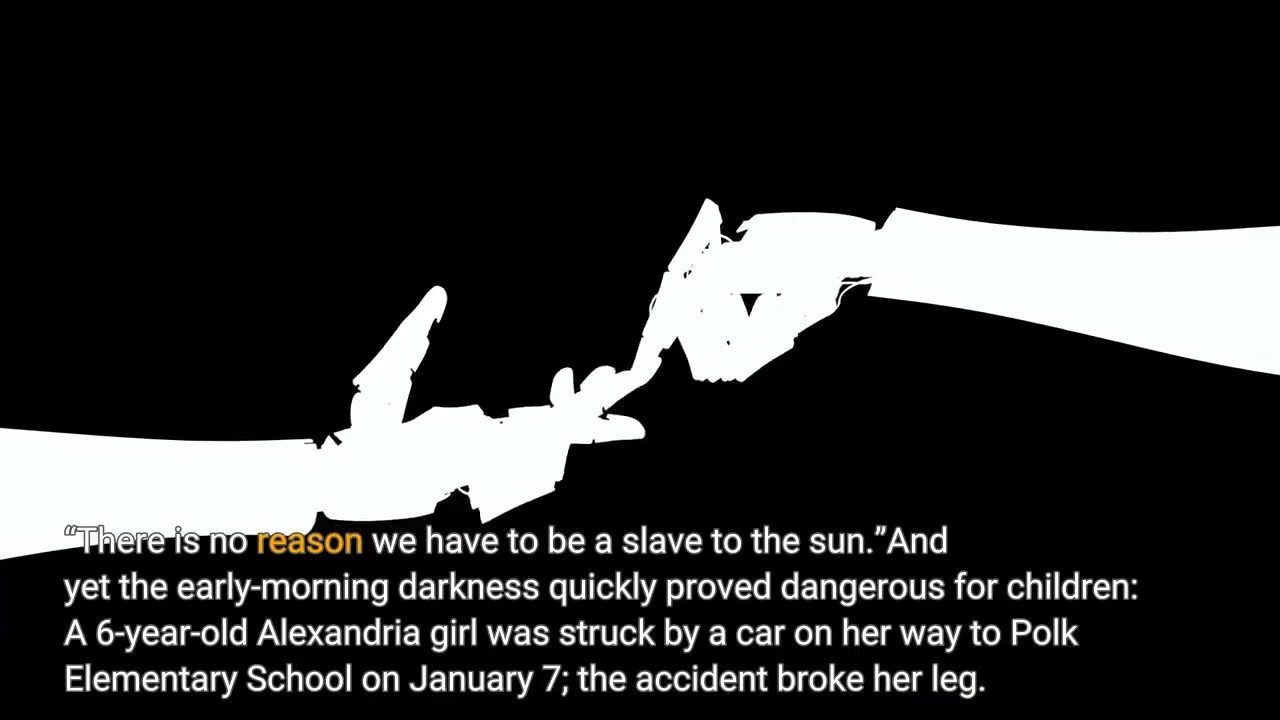 “There is no reason we have to be a slave to the sun.”And
yet the early-morning darkness quickly proved dangerous for children:
A 6-year-old Alexandria girl was struck by a car on her way to Polk
Elementary School on January 7; the accident broke her leg.